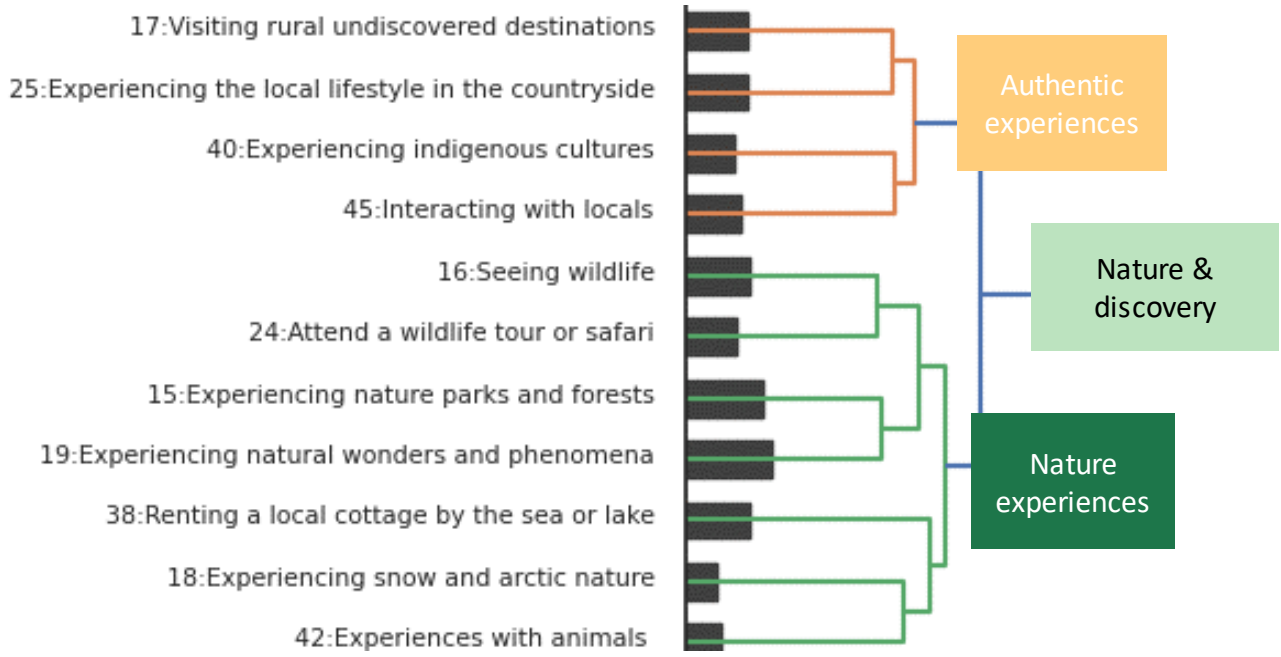 17:Visiting rural undiscovered destinations
25:Experiencing the local lifestyle in the countryside
40:Experiencing indigenous cultures
45:Interacting with locals
16:Seeing wildlife
24:Attend a wildlife tour or safari
15:Experiencing nature parks and forests
19:Experiencing natural wonders and phenomena
38:Renting a local cottage by the sea or lake
18:Experiencing snow and arctic nature
42:Experiences with animals
Authentic
experiences
Nature &
discovery
Nature
experiences